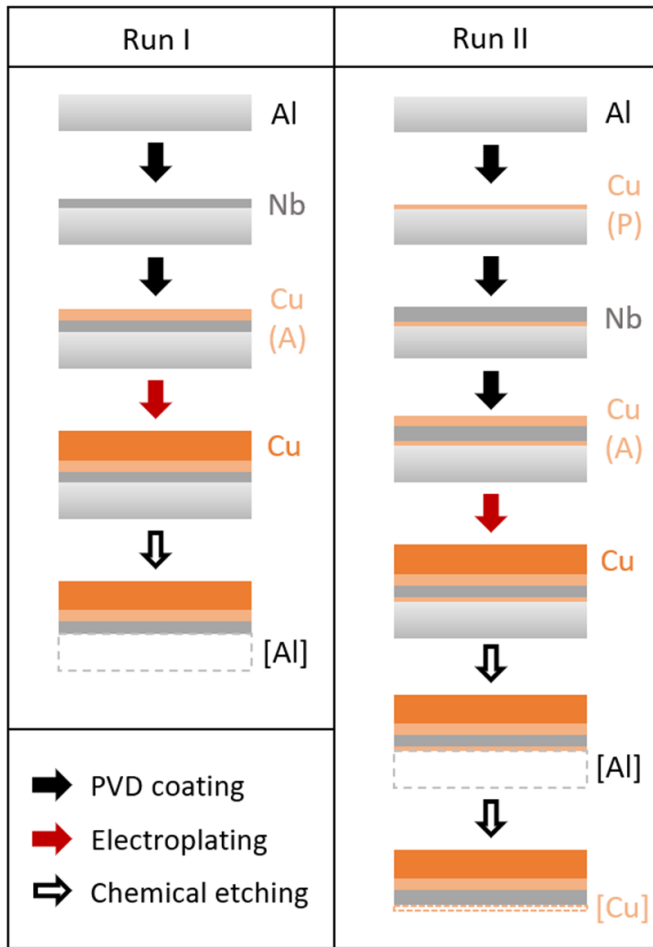 Run I
Al
Nb
Cu
(A)
Cu
[Al]
PVD coating
Electroplating
Chemical etching
Run II
Al
Cu
(P)
Nb
Cu
(A)
Cu
[Al]
[Cu]